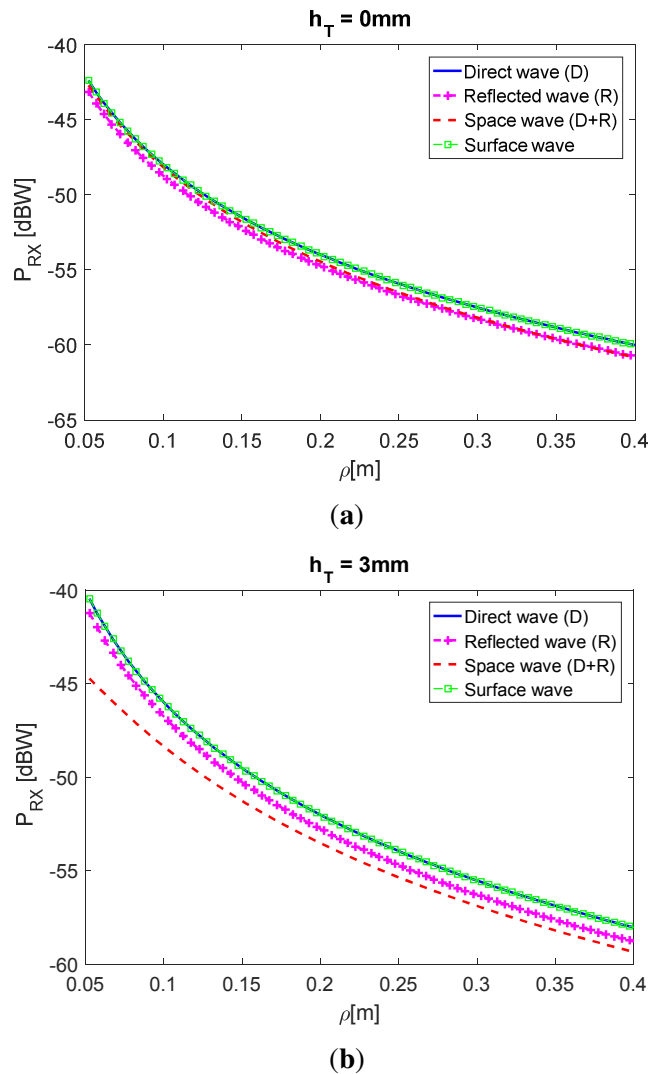 h_T = 0mm
-40
-45
-50
-55
-60
-65
P_RX [dBW]
Direct wave (D)
Reflected wave (R)
Space wave (D+R)
Surface wave
0.05 0.1 0.15 0.2 0.25 0.3 0.35 0.4
ρ[m]
(a)
h_T = 3mm
-40
-45
-50
-55
-60
P_RX [dBW]
Direct wave (D)
Reflected wave (R)
Space wave (D+R)
Surface wave
0.05 0.1 0.15 0.2 0.25 0.3 0.35 0.4
ρ[m]
(b)